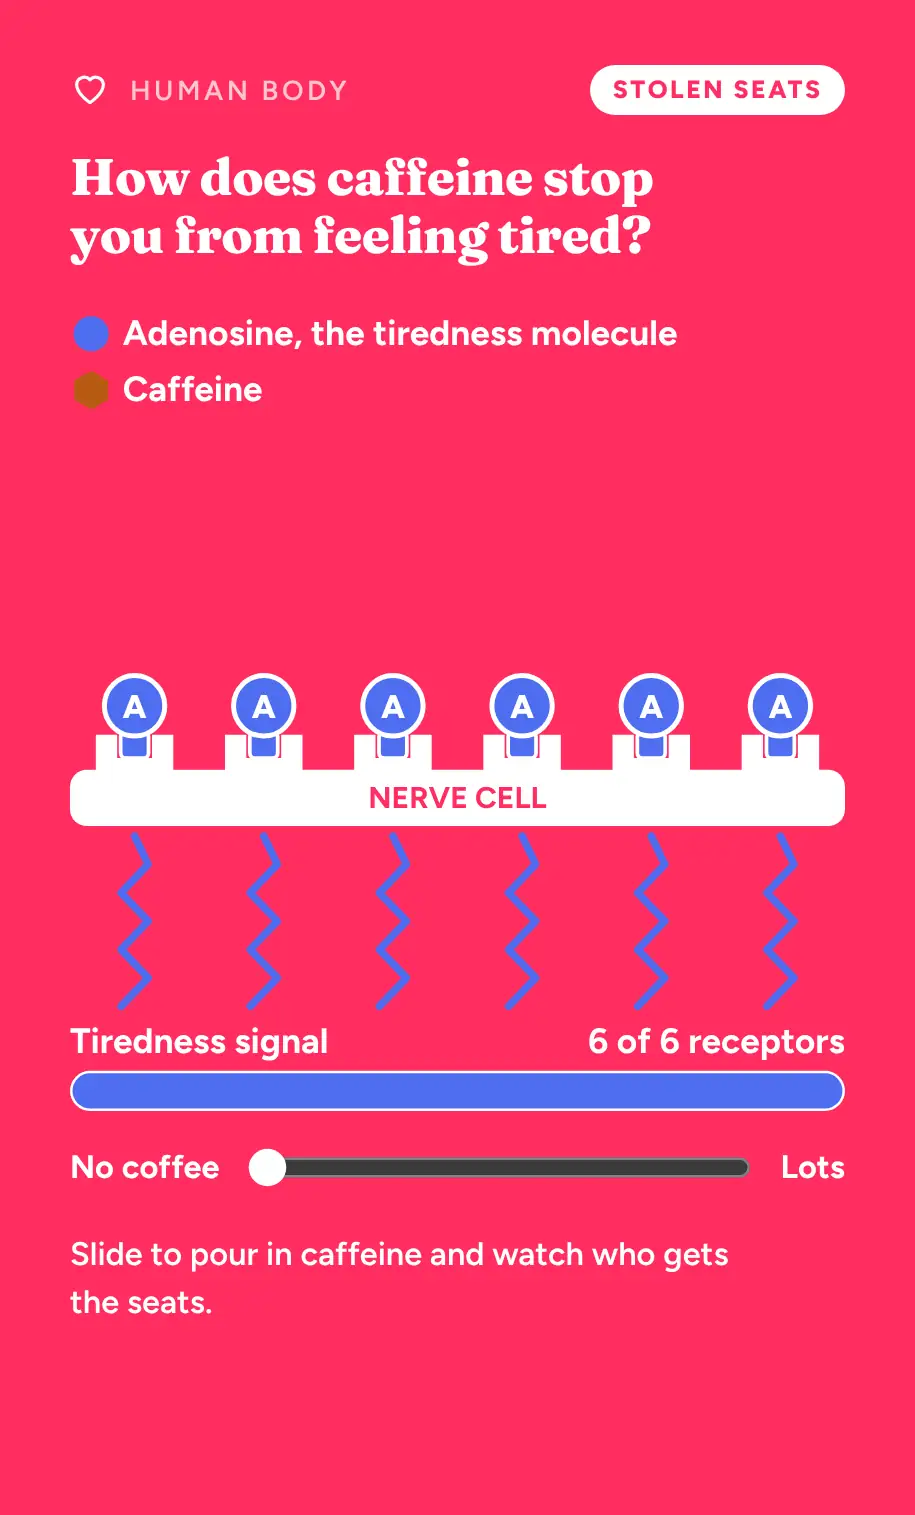 HUMAN BODY
STOLEN SEATS
How does caffeine stop
you from feeling tired?
Adenosine, the tiredness molecule
Caffeine
A A A A A A
NERVE CELL
Tiredness signal
6 of 6 receptors
No coffee
Lots
Slide to pour in caffeine and watch who gets
the seats.